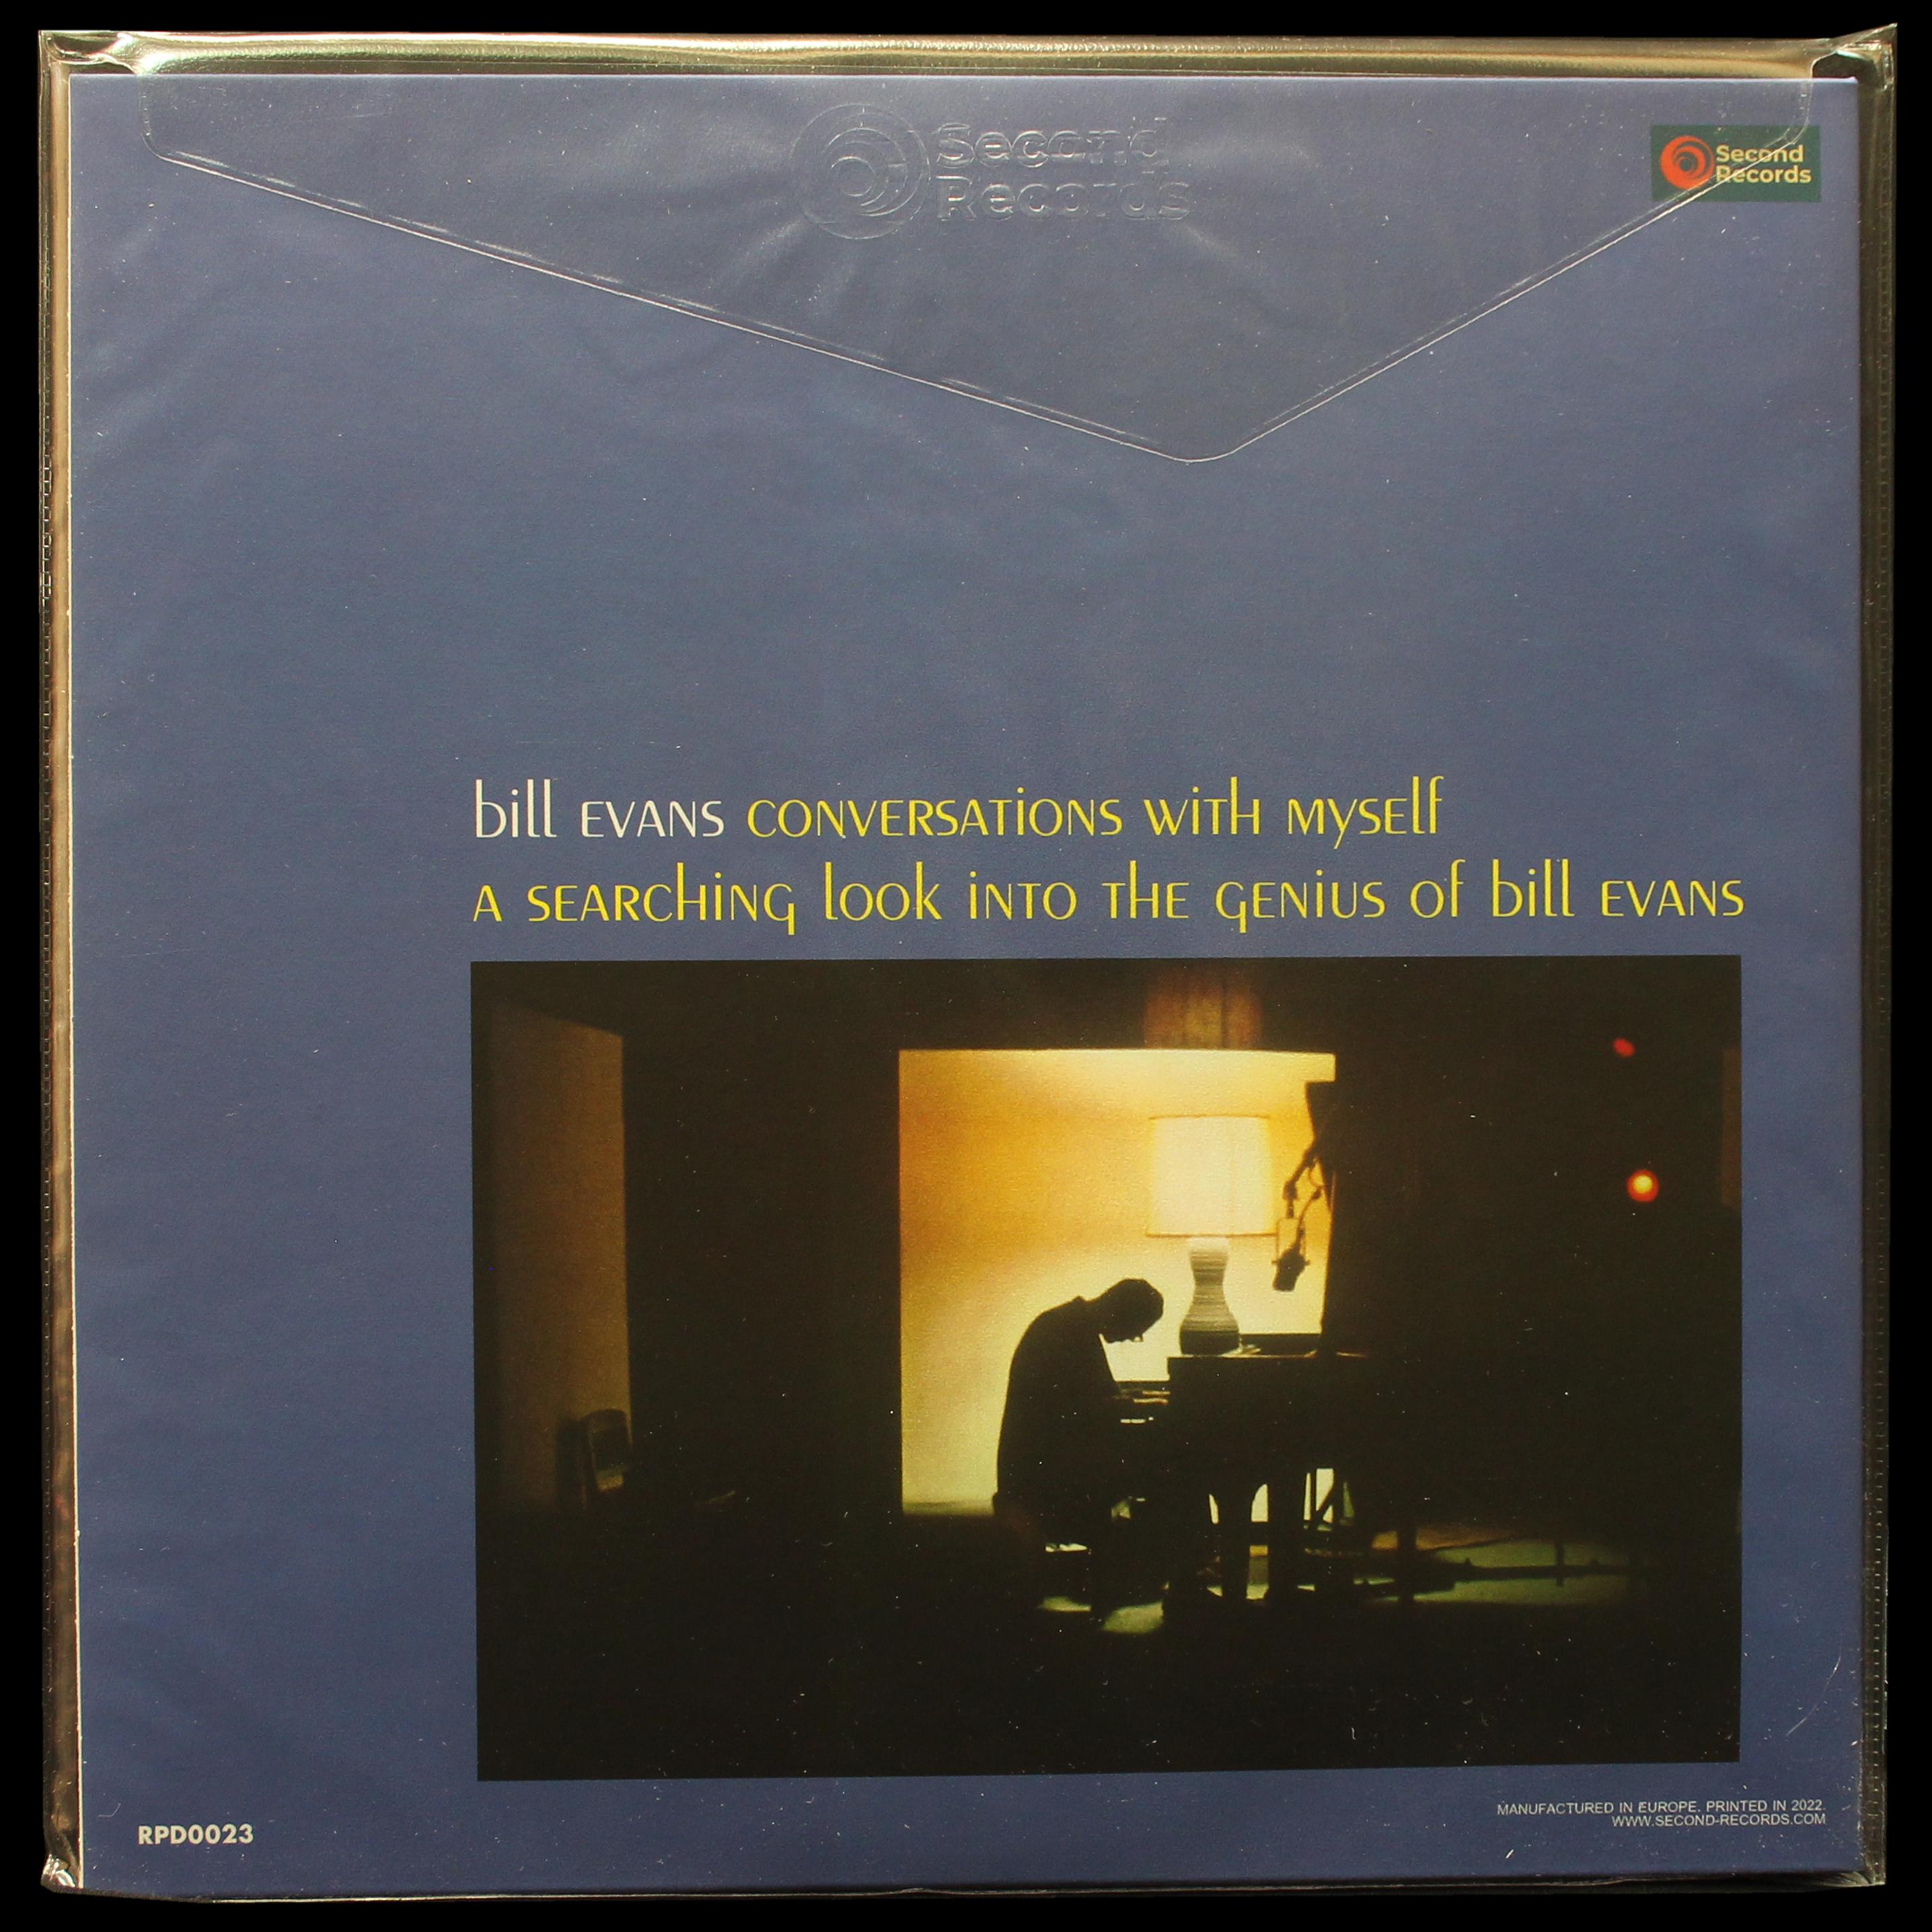 Second
Records
Second
Records
bill EVANS CONVERSATiONS WiTH MYSElf
A SEARChiNG look iNTO THE GENiUS of bill EVANS
RPD0023
MANUFACTURED IN EUROPE. PRINTED IN 2022.
WWW.SECOND-RECORDS.COM